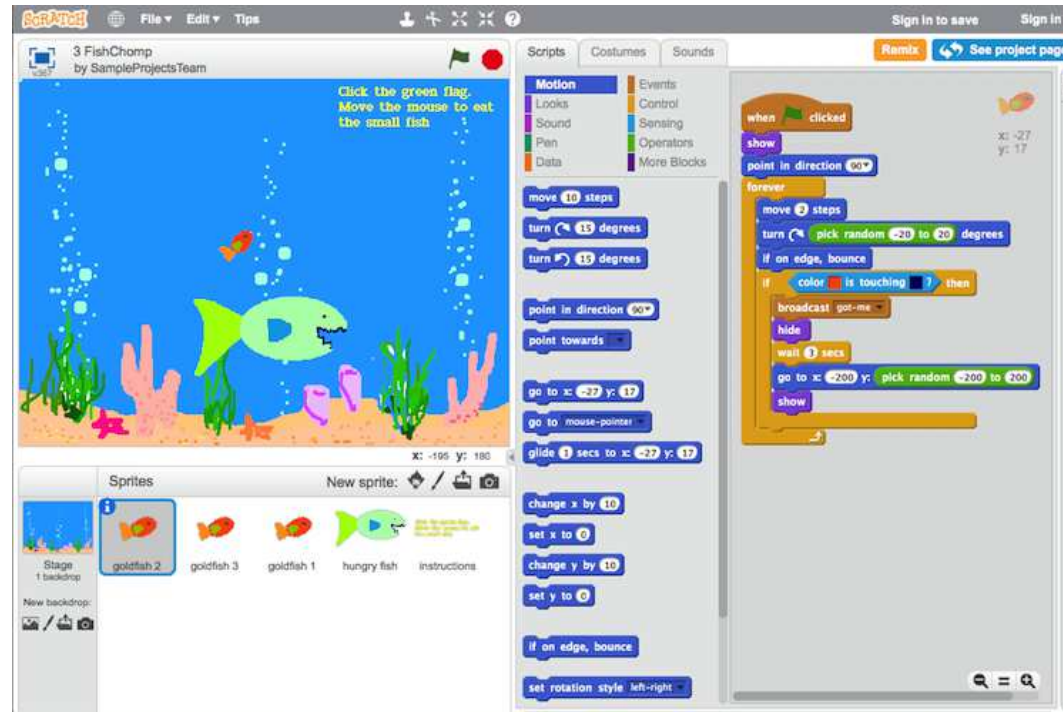 SCRATCH File Edit Tips Sign in to save Sign in
3 FishChomp
by SampleProjectsTeam
v367
Click the green flag.
Move the mouse to eat
the small fish
X: -195 y: 180
Sprites New sprite:
Stage
1 backdrop
New backdrop:
goldfish 2 goldfish 3 goldfish 1 hungry fish instructions
Scripts Costumes Sounds
Remix See project page
Motion Events
Looks Control
Sound Sensing
Pen Operators
Data More Blocks
move 10 steps
turn 15 degrees
turn 15 degrees
point in direction 90
point towards
go to x: -27 y: 17
go to mouse-pointer
glide 1 secs to x: -27 y: 17
change x by 10
set x to 0
change y by 10
set y to 0
if on edge, bounce
set rotation style left-right
x: -27
y: 17
when clicked
show
point in direction 90
forever
move 2 steps
turn pick random -20 to 20 degrees
if on edge, bounce
if color is touching ? then
broadcast got-me
hide
wait 1 secs
go to x: -200 y: pick random -200 to 200
show